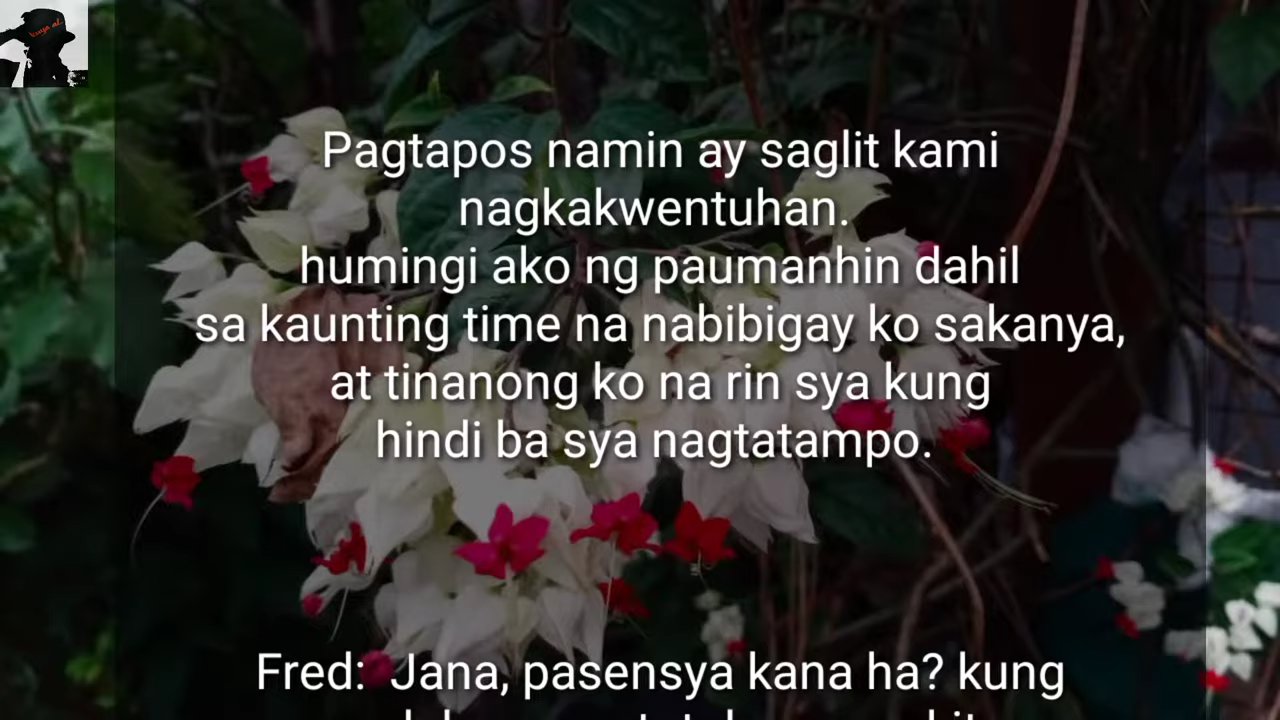 Pagtapos namin ay saglit kami
nagkakwentuhan.
humingi ako ng paumanhin dahil
sa kaunting time na nabibigay ko sakanya,
at tinanong ko na rin sya kung
hindi ba sya nagtatampo.
Fred: Jana, pasensya kana ha? kung